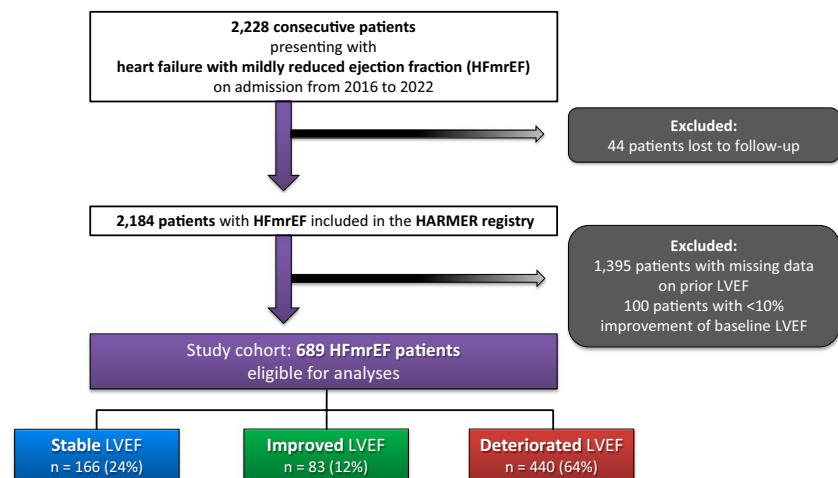 2,228 consecutive patients
presenting with
heart failure with mildly reduced ejection fraction (HFmrEF)
on admission from 2016 to 2022
Excluded:
44 patients lost to follow-up
2,184 patients with HFmrEF included in the HARMER registry
Excluded:
1,395 patients with missing data
on prior LVEF
100 patients with <10%
improvement of baseline LVEF
Study cohort: 689 HFmrEF patients
eligible for analyses
Stable LVEF
n = 166 (24%)
Improved LVEF
n = 83 (12%)
Deteriorated LVEF
n = 440 (64%)